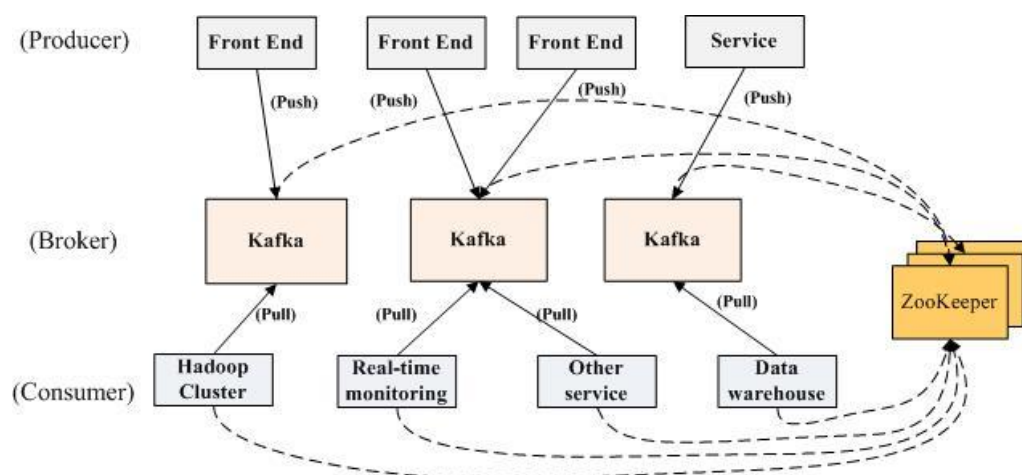 (Producer)
Front End
Front End
Front End
Service
(Push)
(Push)
(Push)
(Push)
(Broker)
Kafka
Kafka
Kafka
ZooKeeper
(Pull)
(Pull)
(Pull)
(Pull)
(Consumer)
Hadoop
Cluster
Real-time
monitoring
Other
service
Data
warehouse